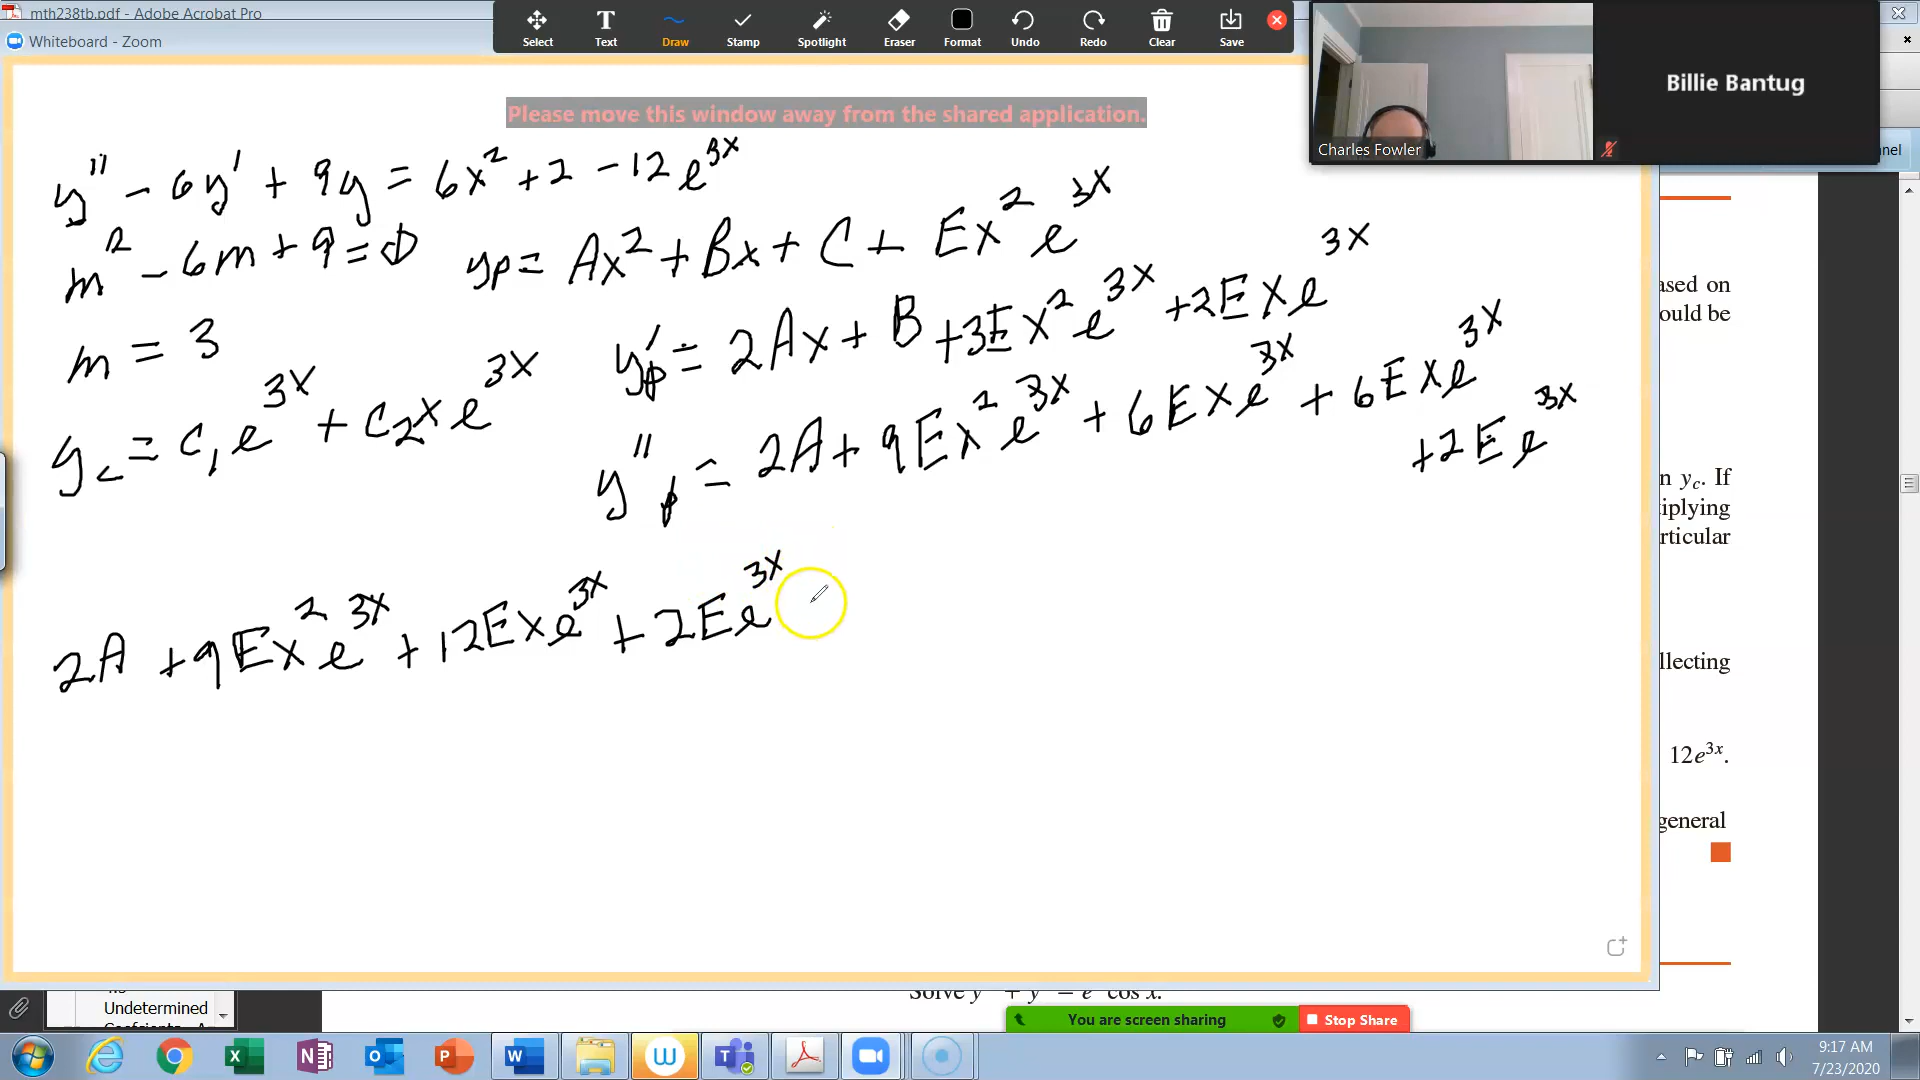 mth238tb.pdf - Adobe Acrobat Pro
Whiteboard - Zoom
Select Text Draw Stamp Spotlight Eraser Format Undo Redo Clear Save
Please move this window away from the shared application.
Charles Fowler
Billie Bantug
nel
y'' - 6y' + 9y = 6x² + 2 - 12e^3x
m² - 6m + 9 = 0
yp = Ax² + Bx + C + Ex²e^3x
m = 3
y'p = 2Ax + B + 3Ex²e^3x + 2Exe^3x
yc = c₁e^3x + c₂xe^3x
y''p = 2A + 9Ex²e^3x + 6Exe^3x + 6Exe^3x
+ 2Ee^3x
2A + 9Ex²e^3x + 12Exe^3x + 2Ee^3x
ased on
ould be
n yc. If
tiplying
rticular
llecting
12e^3x.
general
Undetermined
You are screen sharing
Stop Share
9:17 AM
7/23/2020